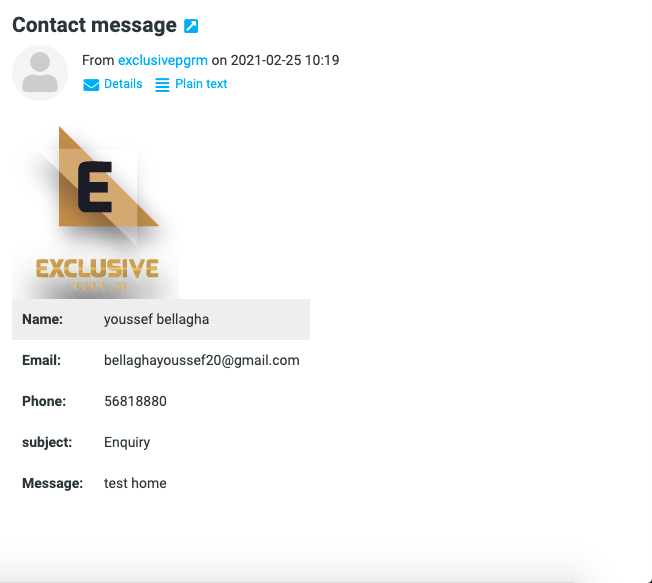 Contact message
From exclusivepgrm on 2021-02-25 10:19
Details Plain text
E
EXCLUSIVE
Name: youssef bellagha
Email: bellaghayoussef20@gmail.com
Phone: 56818880
subject: Enquiry
Message: test home